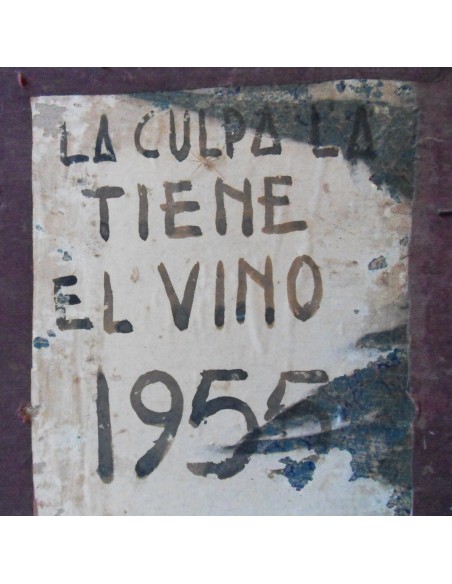 LA CULPA LA
TIENE
EL VINO
1955